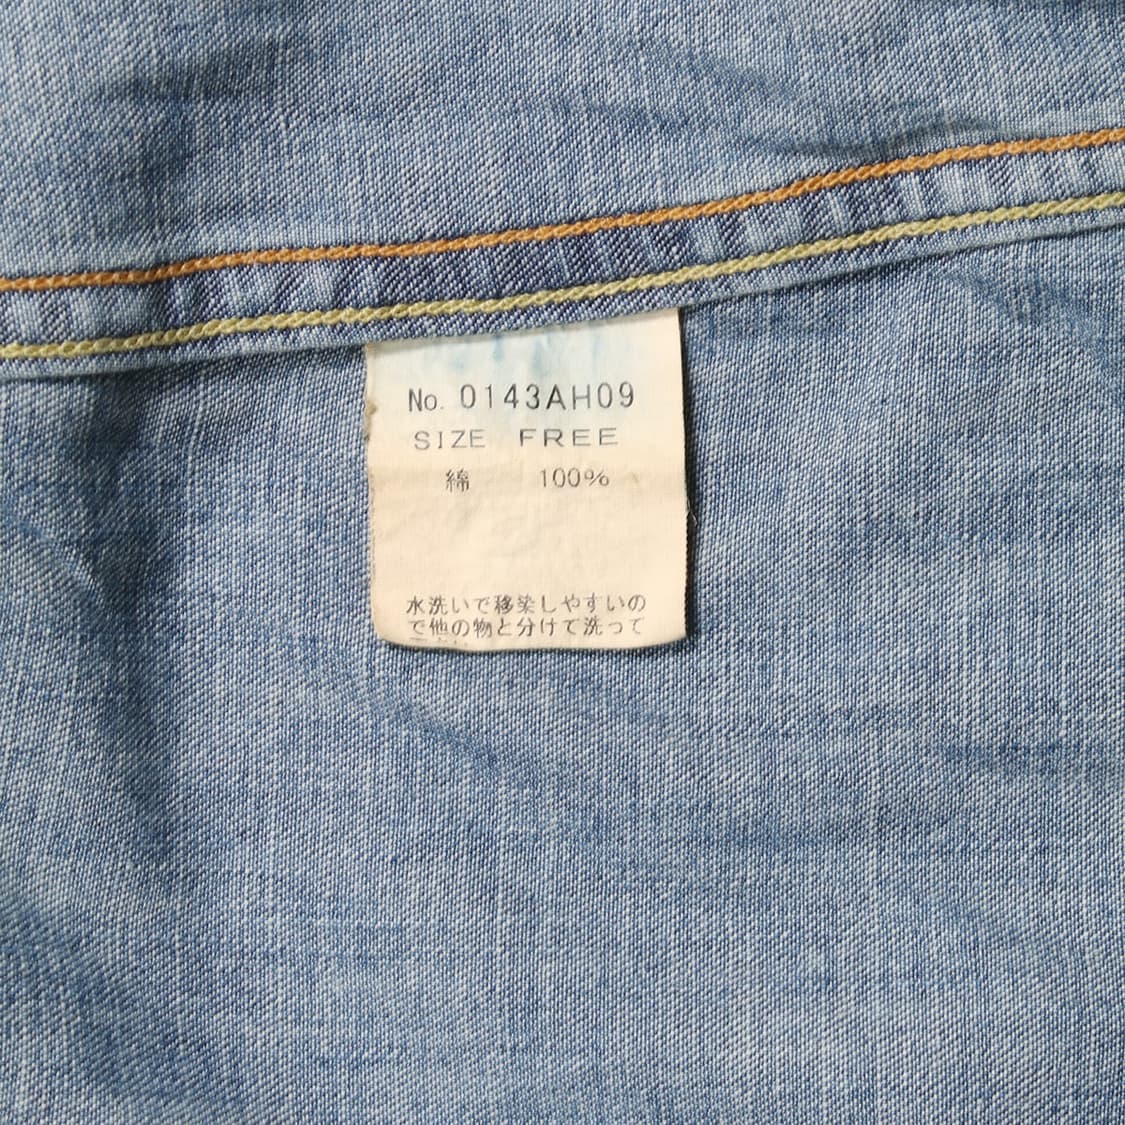 No. 0143AH09
SIZE FREE
綿 100%
水洗いで移染しやすいの
で他の物と分けて洗って